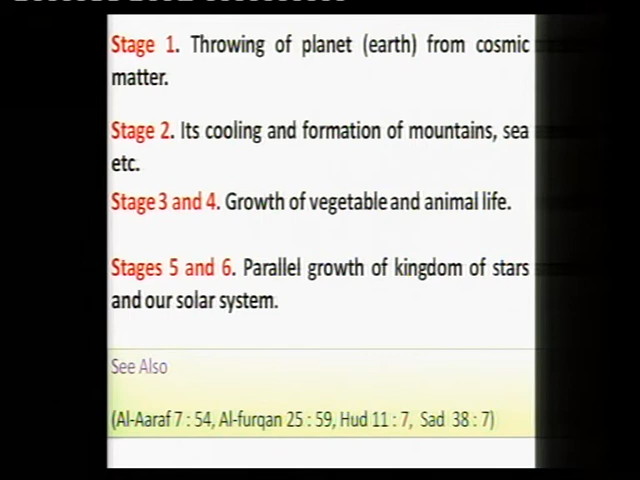 Stage 1. Throwing of planet (earth) from cosmic
matter.
Stage 2. Its cooling and formation of mountains, sea
etc.
Stage 3 and 4. Growth of vegetable and animal life.
Stages 5 and 6. Parallel growth of kingdom of stars
and our solar system.
See Also
(Al-Aaraf 7 : 54, Al-furqan 25 : 59, Hud 11 : 7, Sad 38 : 7)